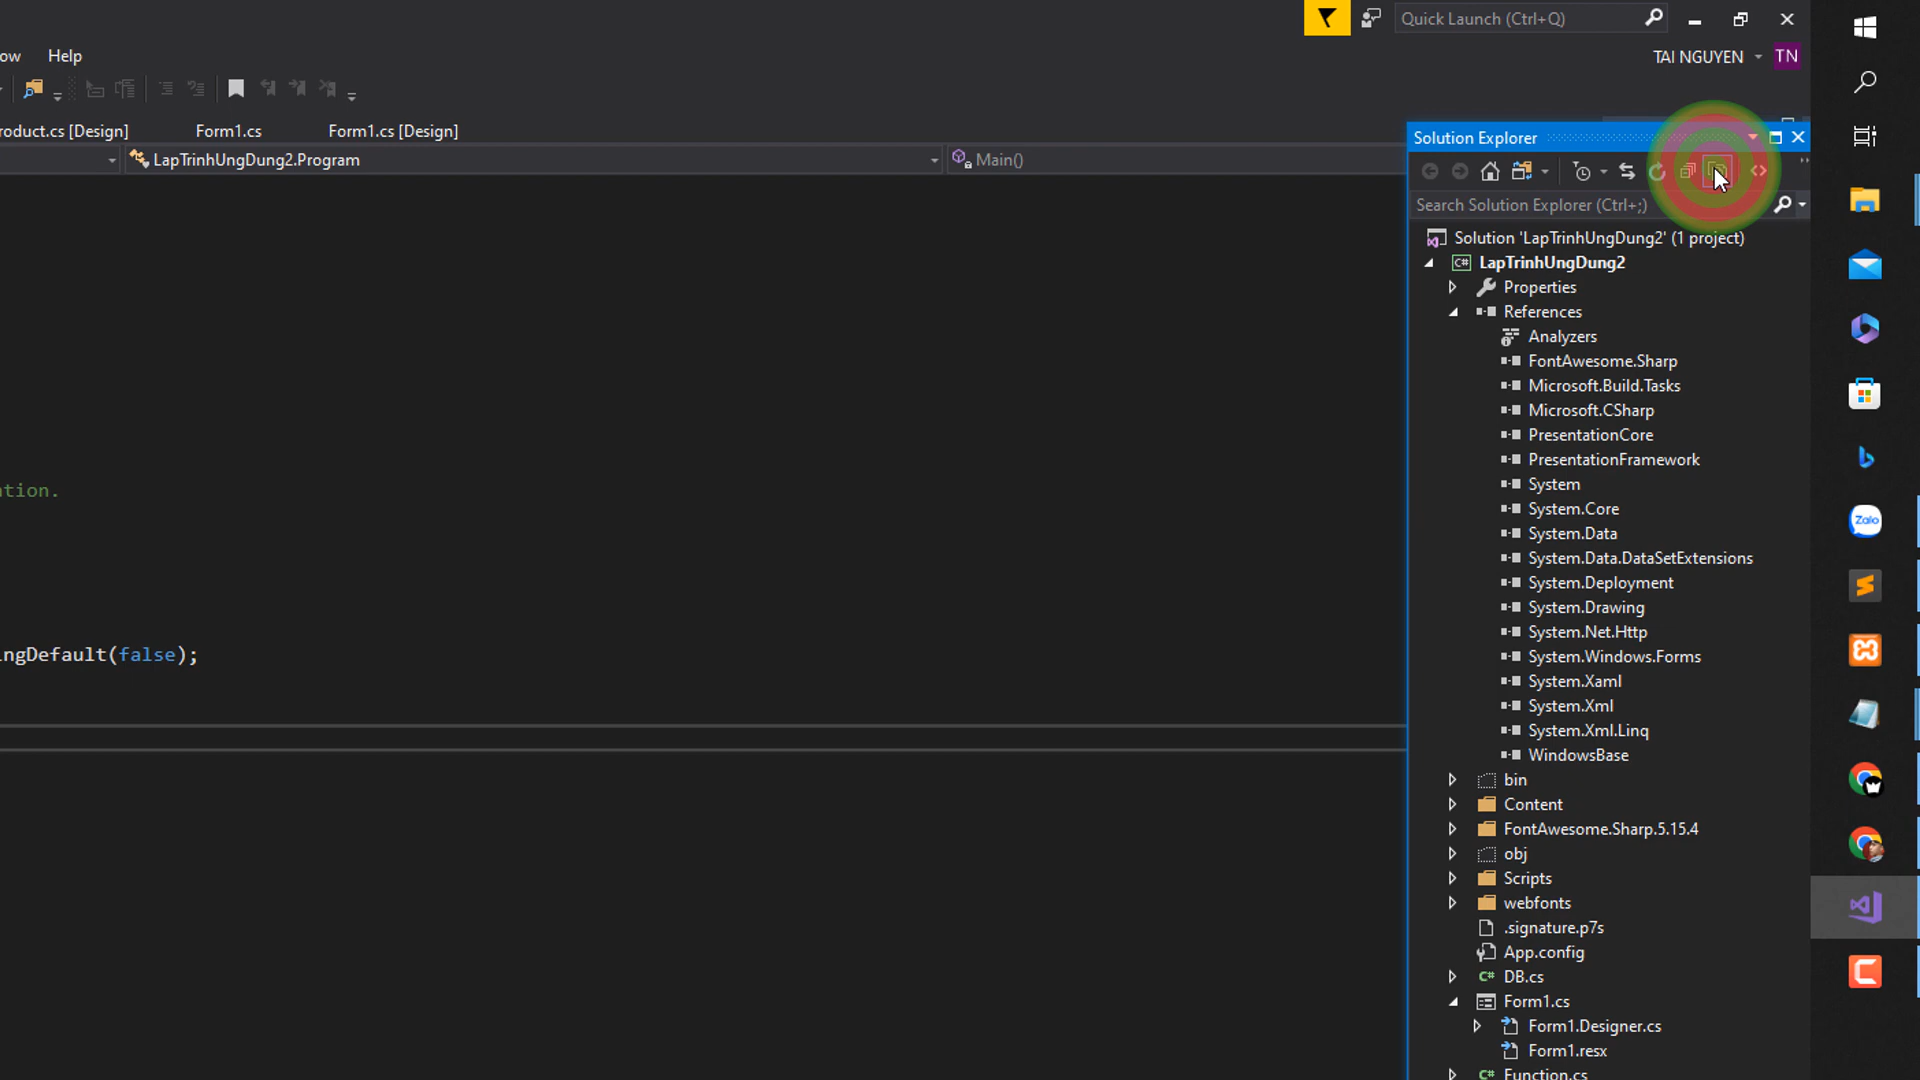 Quick Launch (Ctrl+Q)
ow Help
TAI NGUYEN TN
roduct.cs [Design] Form1.cs Form1.cs [Design]
LapTrinhUngDung2.Program Main()
ation.
ingDefault(false);
Solution Explorer
Search Solution Explorer (Ctrl+;)
Solution 'LapTrinhUngDung2' (1 project)
C# LapTrinhUngDung2
Properties
References
Analyzers
FontAwesome.Sharp
Microsoft.Build.Tasks
Microsoft.CSharp
PresentationCore
PresentationFramework
System
System.Core
System.Data
System.Data.DataSetExtensions
System.Deployment
System.Drawing
System.Net.Http
System.Windows.Forms
System.Xaml
System.Xml
System.Xml.Linq
WindowsBase
bin
Content
FontAwesome.Sharp.5.15.4
obj
Scripts
webfonts
.signature.p7s
App.config
C# DB.cs
Form1.cs
Form1.Designer.cs
Form1.resx
C# Function.cs
Zalo